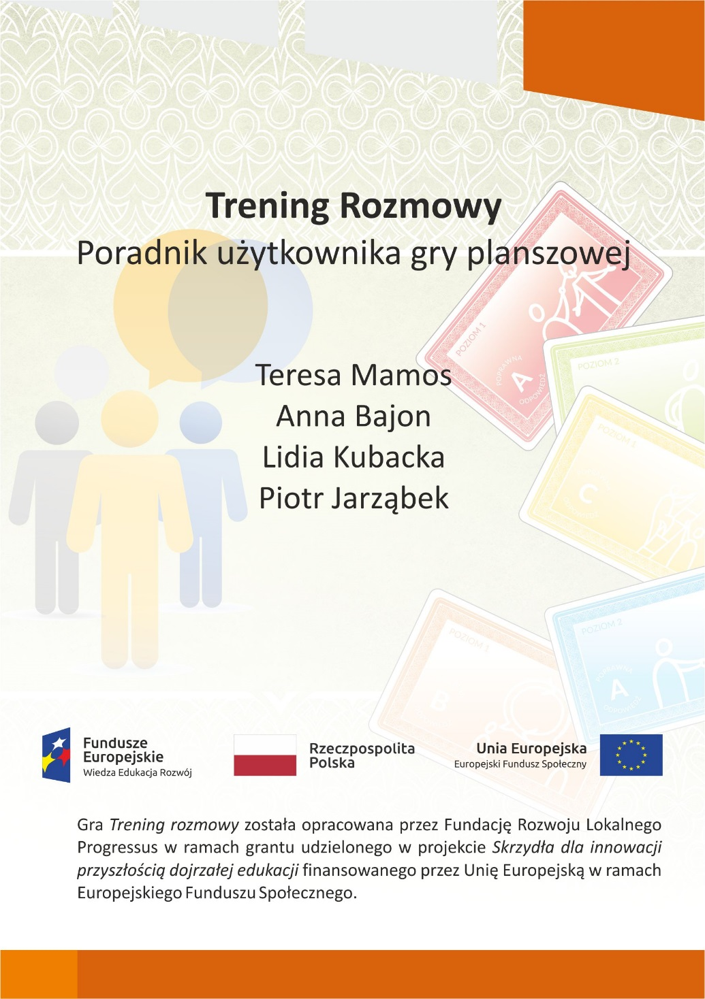 Trening Rozmowy
Poradnik użytkownika gry planszowej
Teresa Mamos
Anna Bajon
Lidia Kubacka
Piotr Jarząbek
POZIOM 1
POPRAWNA
A
ODPOWIEDŹ
POZIOM 2
POZIOM 1
C
POZIOM 1
B
POZIOM 2
POPRAWNA
A
ODPOWIEDŹ
Fundusze
Europejskie
Wiedza Edukacja Rozwój
Rzeczpospolita
Polska
Unia Europejska
Europejski Fundusz Społeczny
Gra Trening rozmowy została opracowana przez Fundację Rozwoju Lokalnego
Progressus w ramach grantu udzielonego w projekcie Skrzydła dla innowacji
przyszłością dojrzałej edukacji finansowanego przez Unię Europejską w ramach
Europejskiego Funduszu Społecznego.